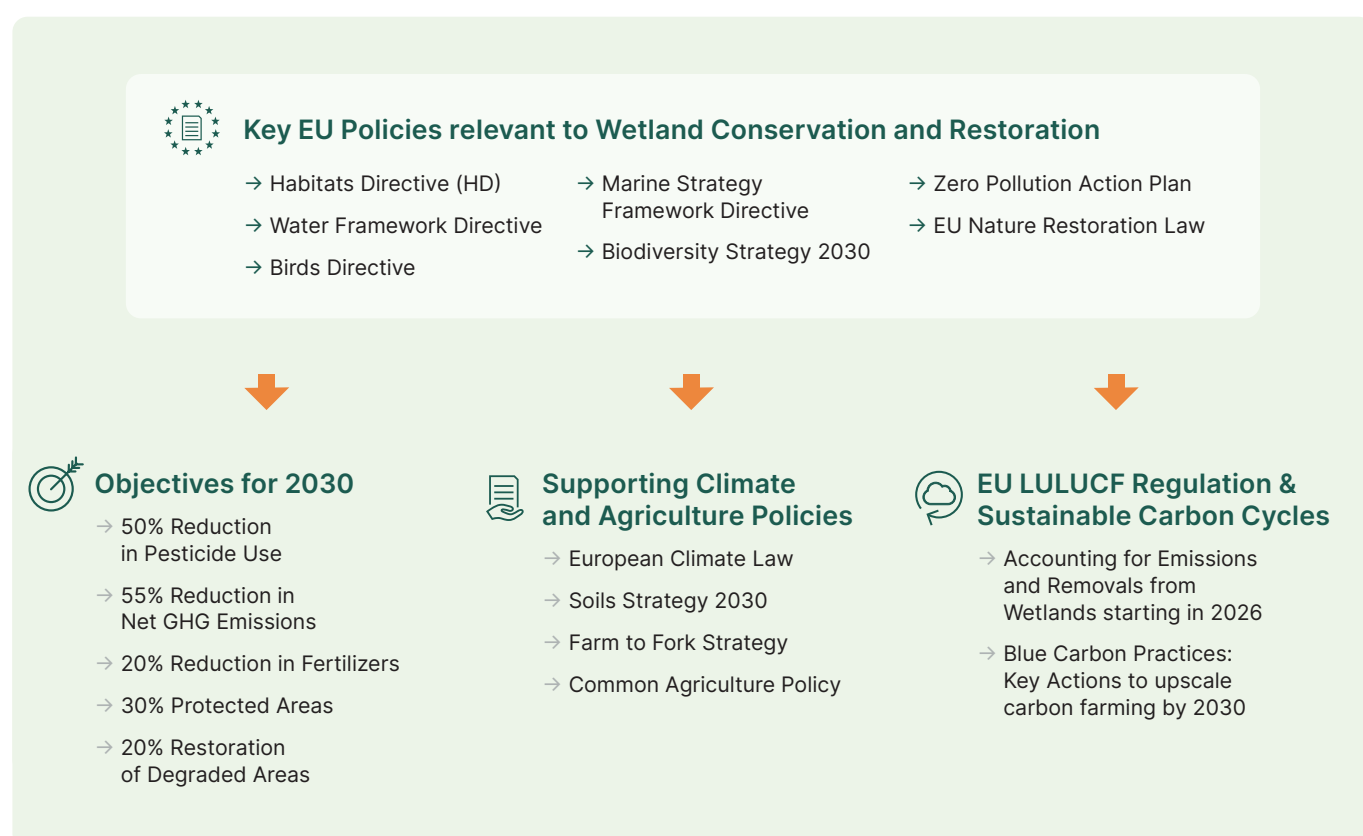 Key EU Policies relevant to Wetland Conservation and Restoration
→ Habitats Directive (HD)
→ Water Framework Directive
→ Birds Directive
→ Marine Strategy
Framework Directive
→ Biodiversity Strategy 2030
→ Zero Pollution Action Plan
→ EU Nature Restoration Law
Objectives for 2030
→ 50% Reduction
in Pesticide Use
→ 55% Reduction in
Net GHG Emissions
→ 20% Reduction in Fertilizers
→ 30% Protected Areas
→ 20% Restoration
of Degraded Areas
Supporting Climate
and Agriculture Policies
→ European Climate Law
→ Soils Strategy 2030
→ Farm to Fork Strategy
→ Common Agriculture Policy
EU LULUCF Regulation &
Sustainable Carbon Cycles
→ Accounting for Emissions
and Removals from
Wetlands starting in 2026
→ Blue Carbon Practices:
Key Actions to upscale
carbon farming by 2030